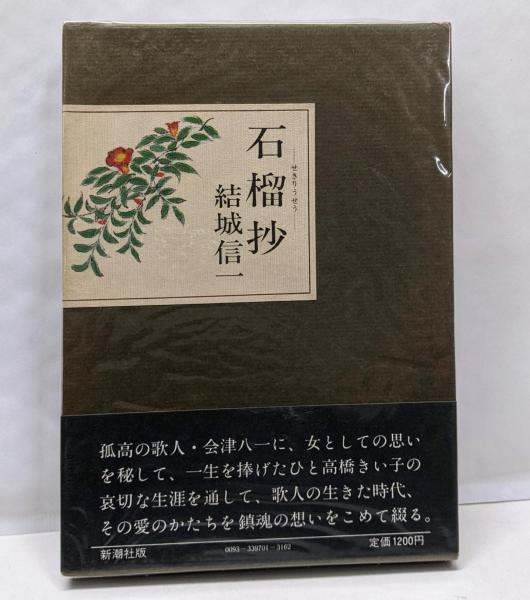 石榴抄
せきりうせう
結城信一
孤高の歌人・会津八一に、女としての思い
を秘して、一生を捧げたひと高橋きい子の
哀切な生涯を通して、歌人の生きた時代、
その愛のかたちを鎮魂の想いをこめて綴る。
新潮社版
0093-339701-3162
定価1200円